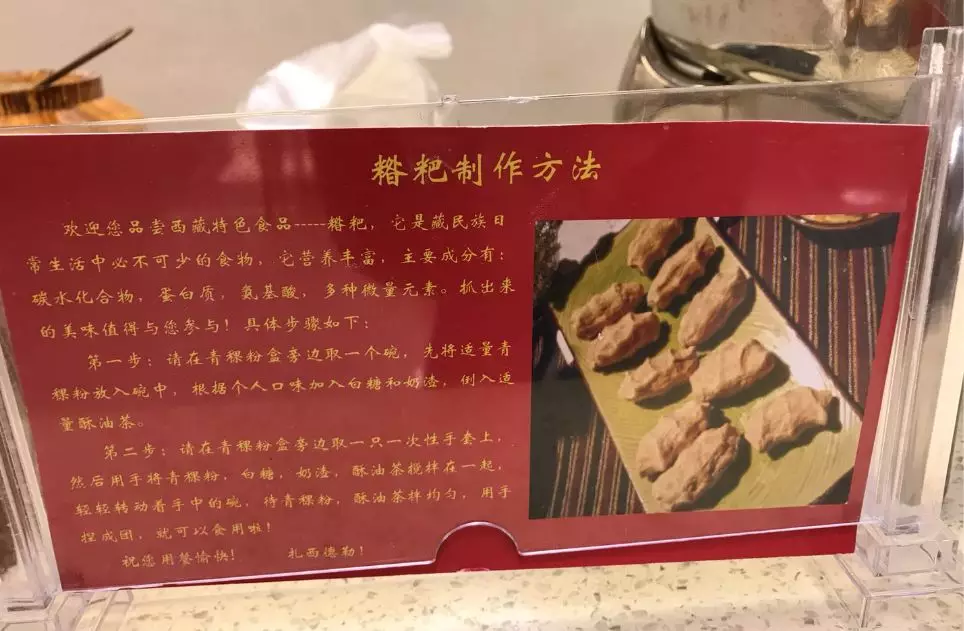 糌粑制作方法
欢迎您品尝西藏特色食品-----糌粑，它是藏民族日
常生活中必不可少的食物，它营养丰富，主要成分有：
碳水化合物，蛋白质，氨基酸，多种微量元素。抓出来
的美味值得与您参与！具体步骤如下：
第一步：请在青稞粉盒旁边取一个碗，先将适量青
稞粉放入碗中，根据个人口味加入白糖和奶渣，倒入适
量酥油茶。
第二步：请在青稞粉盒旁边取一只一次性手套上，
然后用手将青稞粉，白糖，奶渣，酥油茶搅拌在一起，
轻轻转动着手中的碗，待青稞粉，酥油茶拌均匀，用手
捏成团，就可以食用啦！
祝您用餐愉快！ 扎西德勒！